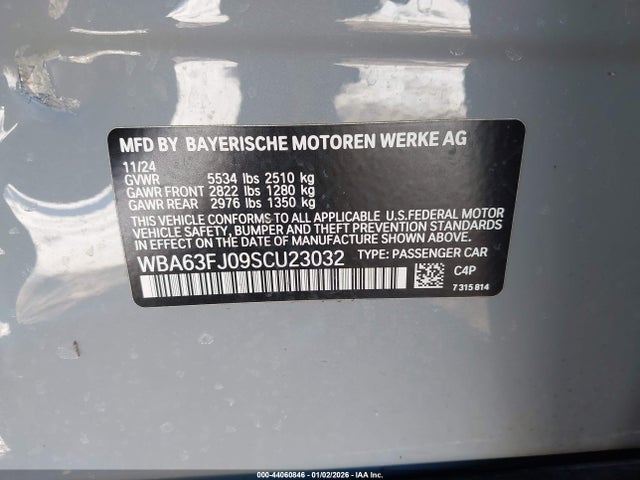 MFD BY BAYERISCHE MOTOREN WERKE AG
11/24
GVWR 5534 lbs 2510 kg
GAWR FRONT 2822 lbs 1280 kg
GAWR REAR 2976 lbs 1350 kg
THIS VEHICLE CONFORMS TO ALL APPLICABLE U.S.FEDERAL MOTOR
VEHICLE SAFETY, BUMPER, AND THEFT PREVENTION STANDARDS
IN EFFECT ON THE DATE OF MANUFACTURE SHOWN ABOVE.
WBA63FJ09SCU23032 TYPE: PASSENGER CAR
C4P
7 315 814
000-44060846 - 01/02/2026 - IAA Inc.